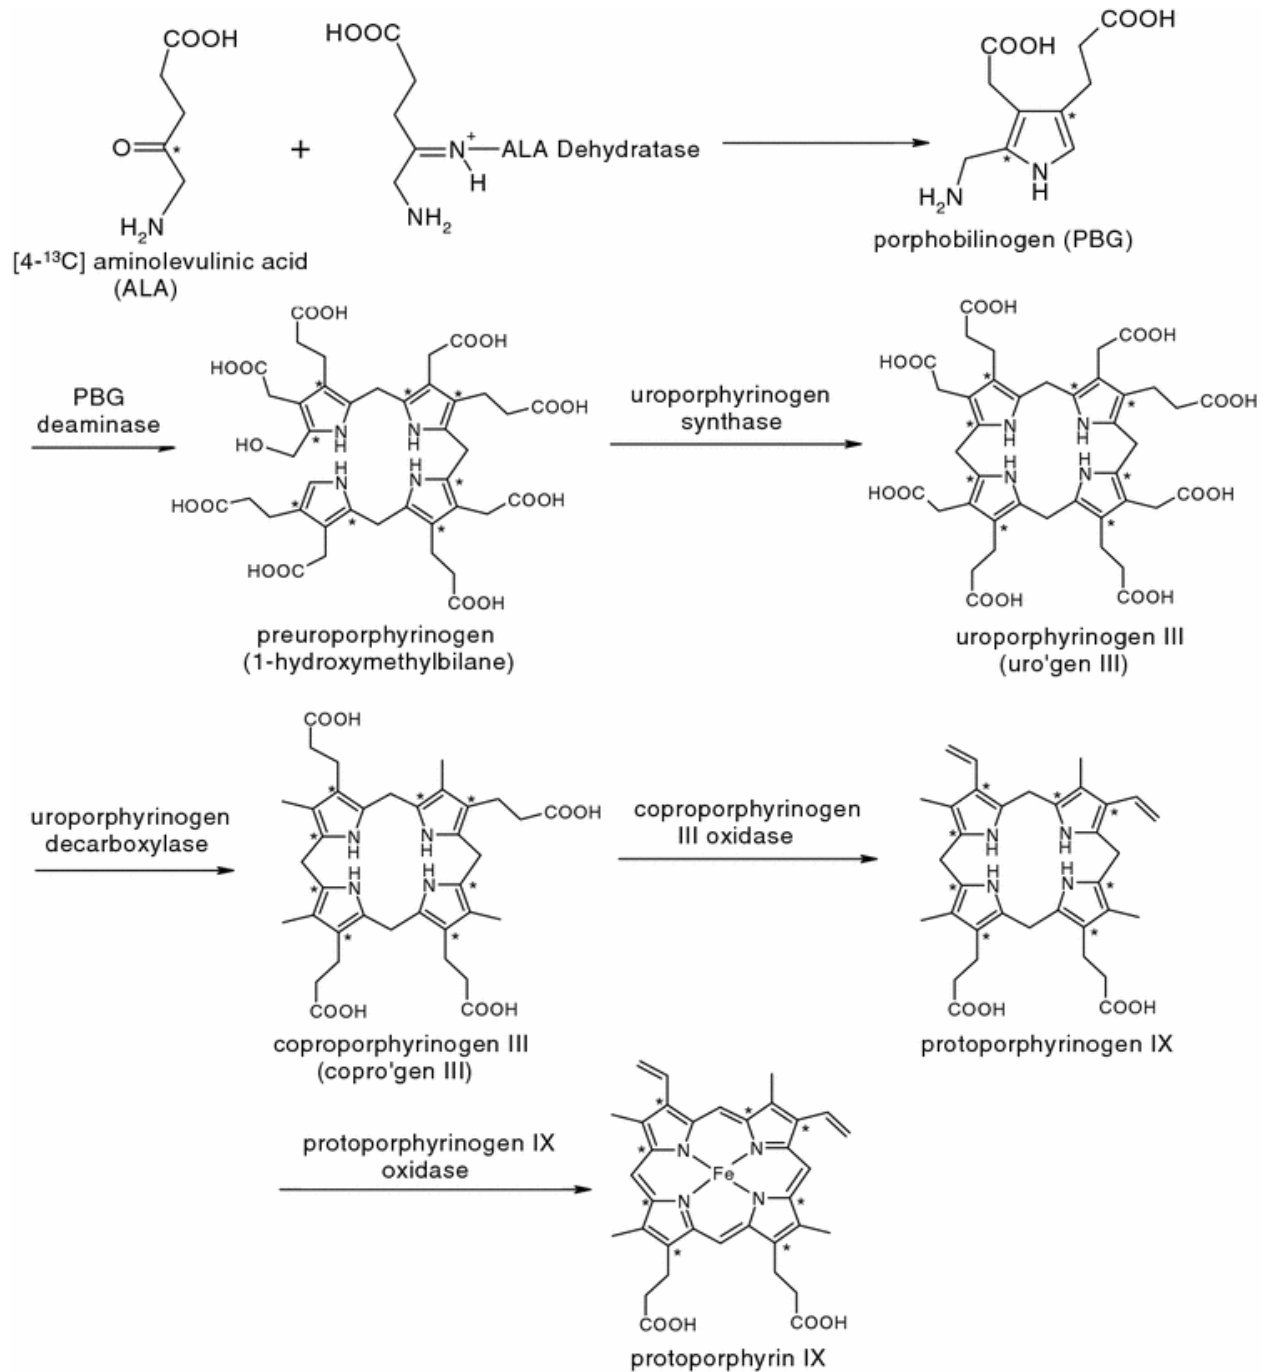 COOH
HOOC
COOH
COOH
O
*
+
N
+
H
ALA Dehydratase
*
*
N
H
H₂N
NH₂
H₂N
[4-¹³C] aminolevulinic acid
(ALA)
porphobilinogen (PBG)
COOH
HOOC
COOH
*
*
*
COOH
HO
*
N
H
N
H
PBG
deaminase
H
N
H
N
*
HOOC
*
*
*
COOH
HOOC
COOH
preuroporphyrinogen
(1-hydroxymethylbilane)
uroporphyrinogen
synthase
COOH
HOOC
COOH
*
*
*
COOH
*
N
H
N
H
H
N
H
N
*
*
HOOC
COOH
*
*
COOH
COOH
uroporphyrinogen III
(uro'gen III)
uroporphyrinogen
decarboxylase
COOH
*
*
*
COOH
*
N
H
N
H
H
N
H
N
*
*
*
*
COOH
COOH
coproporphyrinogen III
(copro'gen III)
coproporphyrinogen
III oxidase
*
*
*
*
N
H
N
H
H
N
H
N
*
*
*
*
COOH
COOH
protoporphyrinogen IX
protoporphyrinogen IX
oxidase
*
*
*
*
N
N
Fe
N
N
*
*
*
*
COOH
COOH
protoporphyrin IX